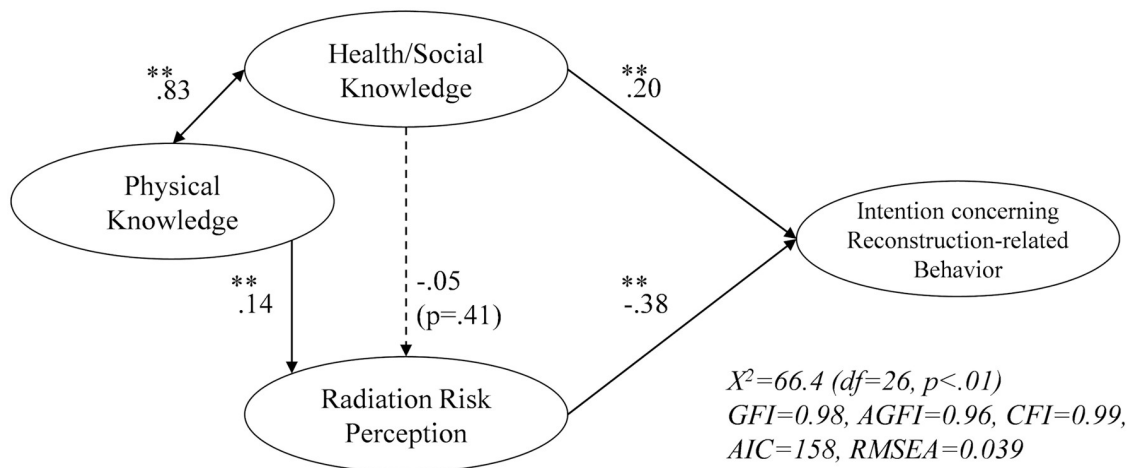 Health/Social
Knowledge
**
.83
**
.20
Physical
Knowledge
Intention concerning
Reconstruction-related
Behavior
**
.14
-.05
(p=.41)
**
-.38
Radiation Risk
Perception
X²=66.4 (df=26, p<.01)
GFI=0.98, AGFI=0.96, CFI=0.99,
AIC=158, RMSEA=0.039